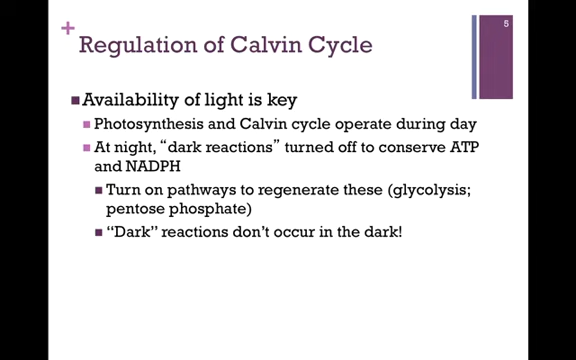 5
+
Regulation of Calvin Cycle
■ Availability of light is key
■ Photosynthesis and Calvin cycle operate during day
■ At night, “dark reactions” turned off to conserve ATP
and NADPH
■ Turn on pathways to regenerate these (glycolysis;
pentose phosphate)
■ “Dark” reactions don’t occur in the dark!